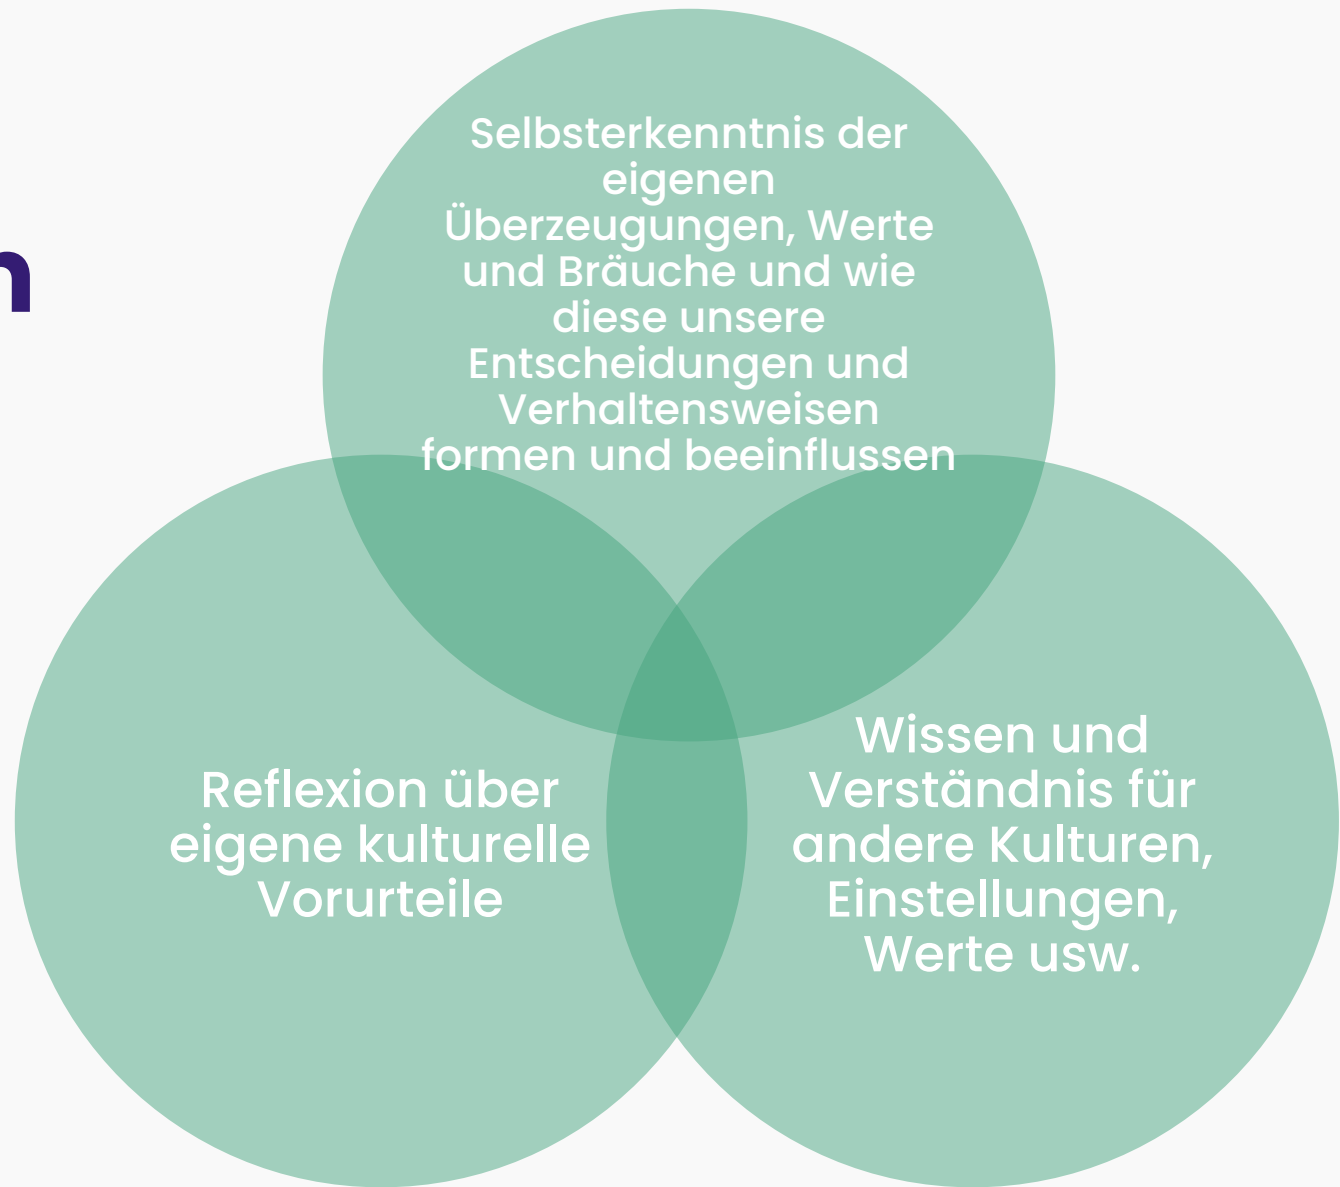 n
Selbsterkenntnis der
eigenen
Überzeugungen, Werte
und Bräuche und wie
diese unsere
Entscheidungen und
Verhaltensweisen
formen und beeinflussen
Reflexion über
eigene kulturelle
Vorurteile
Wissen und
Verständnis für
andere Kulturen,
Einstellungen,
Werte usw.